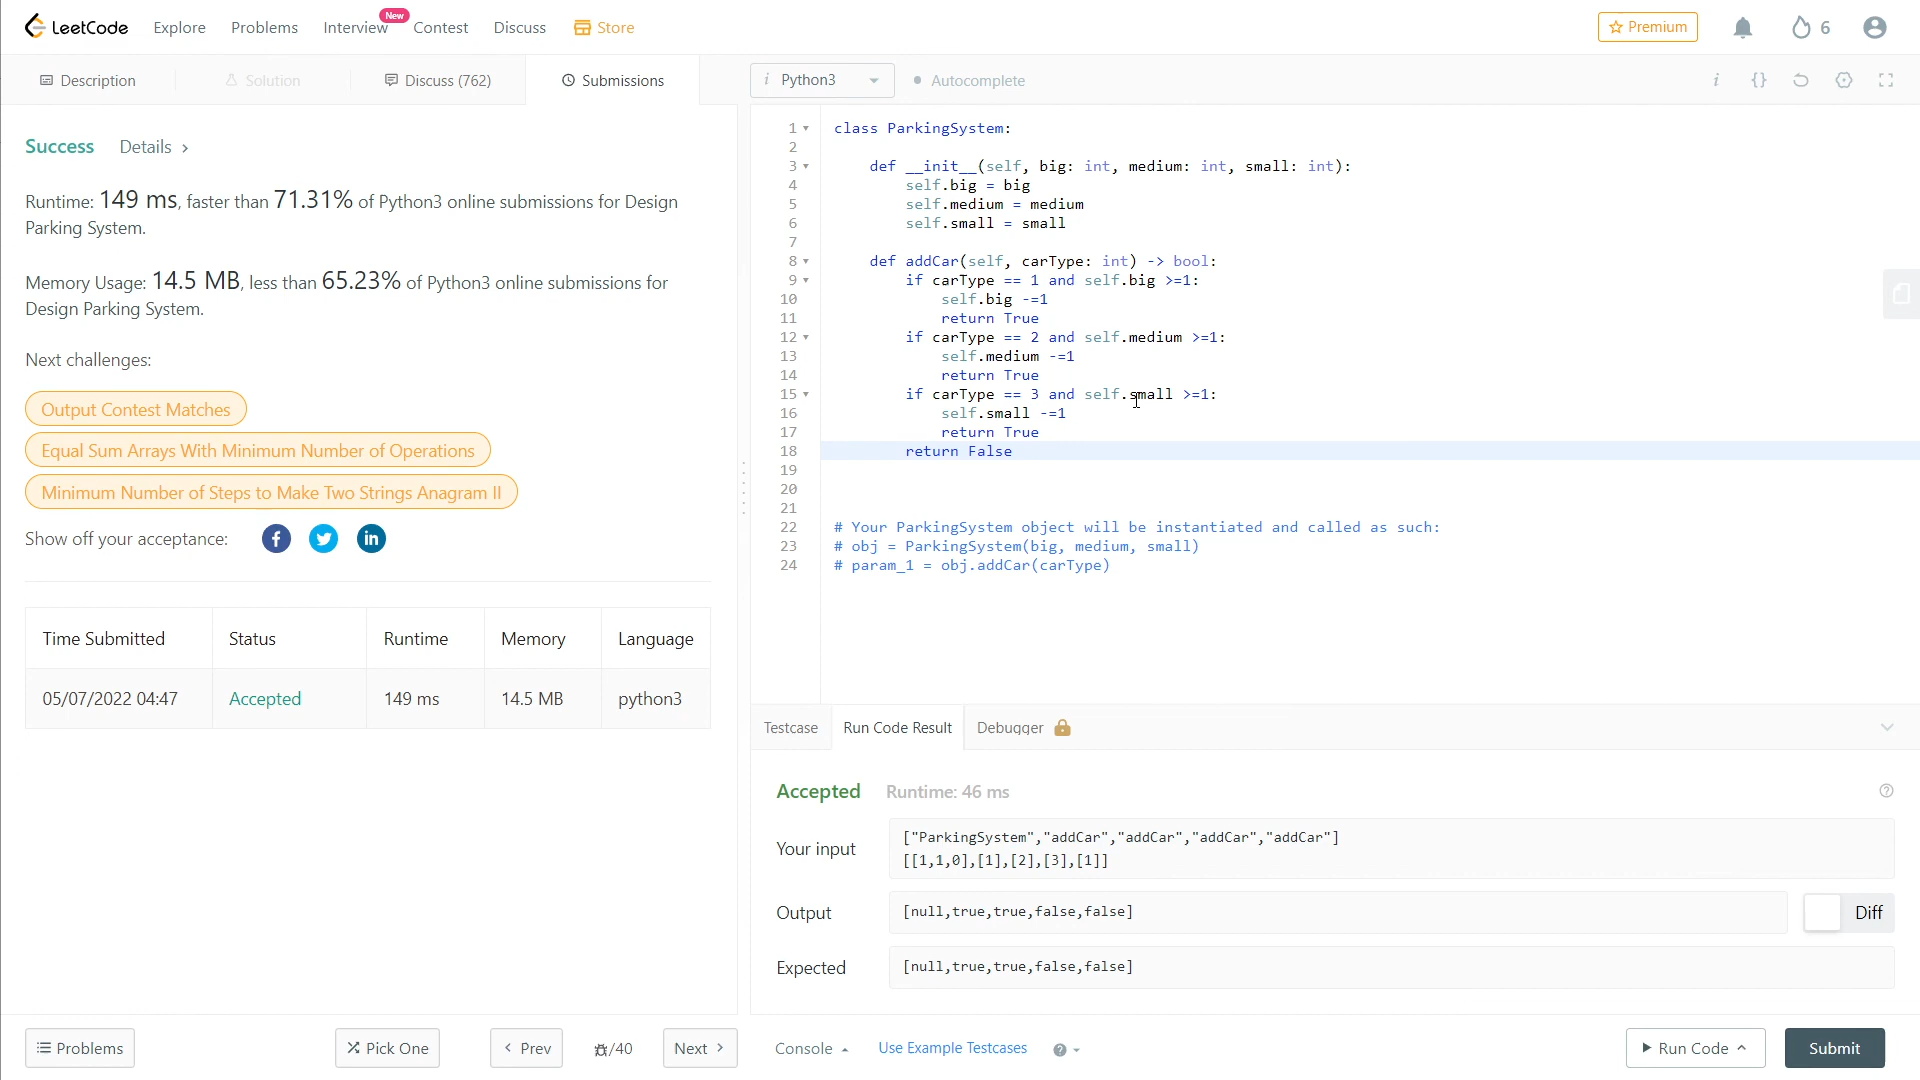 LeetCode Explore Problems Interview New Contest Discuss Store Premium 6
Description Solution Discuss (762) Submissions
Success Details >
Runtime: 149 ms, faster than 71.31% of Python3 online submissions for Design
Parking System.
Memory Usage: 14.5 MB, less than 65.23% of Python3 online submissions for
Design Parking System.
Next challenges:
Output Contest Matches
Equal Sum Arrays With Minimum Number of Operations
Minimum Number of Steps to Make Two Strings Anagram II
Show off your acceptance:
Time Submitted Status Runtime Memory Language
05/07/2022 04:47 Accepted 149 ms 14.5 MB python3
Problems Pick One < Prev /40 Next >
i Python3 Autocomplete i {}
1 class ParkingSystem:
2
3 def __init__(self, big: int, medium: int, small: int):
4 self.big = big
5 self.medium = medium
6 self.small = small
7
8 def addCar(self, carType: int) -> bool:
9 if carType == 1 and self.big >=1:
10 self.big -=1
11 return True
12 if carType == 2 and self.medium >=1:
13 self.medium -=1
14 return True
15 if carType == 3 and self.small >=1:
16 self.small -=1
17 return True
18 return False
19
20
21
22 # Your ParkingSystem object will be instantiated and called as such:
23 # obj = ParkingSystem(big, medium, small)
24 # param_1 = obj.addCar(carType)
Testcase Run Code Result Debugger
Accepted Runtime: 46 ms
Your input
["ParkingSystem","addCar","addCar","addCar","addCar"]
[[1,1,0],[1],[2],[3],[1]]
Output [null,true,true,false,false] Diff
Expected [null,true,true,false,false]
Console Use Example Testcases Run Code Submit